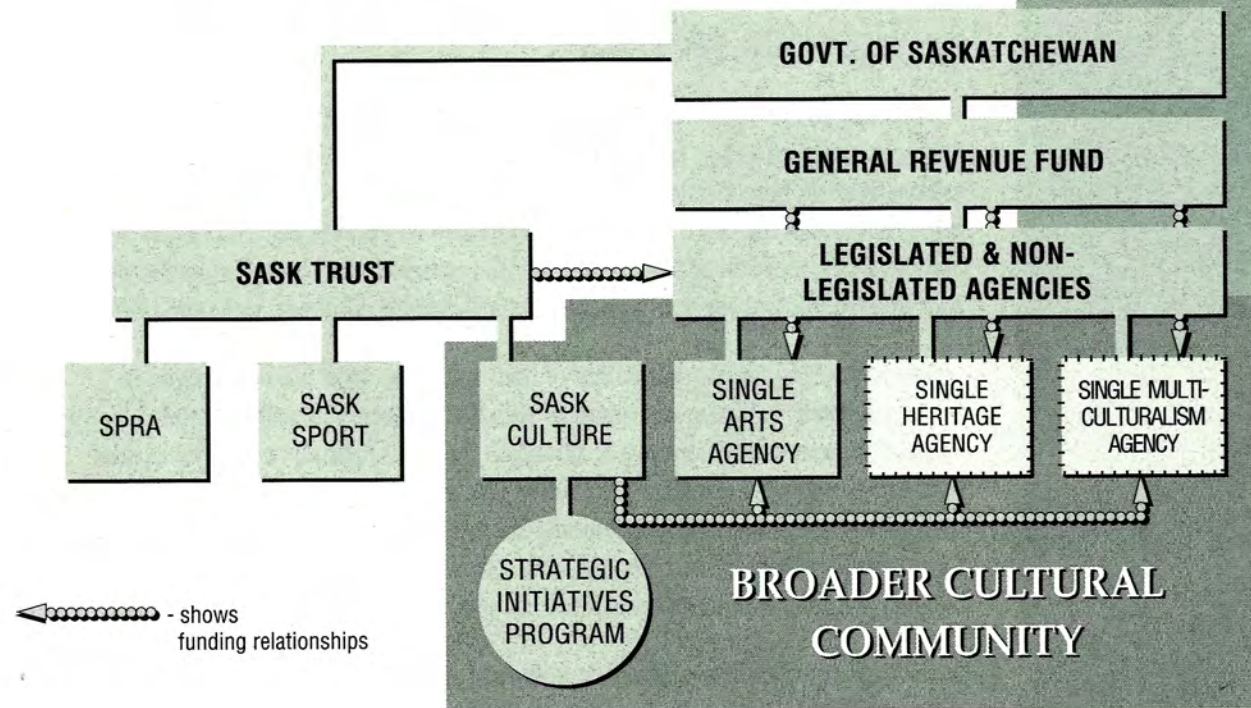 GOVT. OF SASKATCHEWAN
GENERAL REVENUE FUND
SASK TRUST
LEGISLATED & NON-
LEGISLATED AGENCIES
SPRA
SASK
SPORT
SASK
CULTURE
SINGLE
ARTS
AGENCY
SINGLE
HERITAGE
AGENCY
SINGLE MULTI-
CULTURALISM
AGENCY
STRATEGIC
INITIATIVES
PROGRAM
BROADER CULTURAL
COMMUNITY
- shows
funding relationships